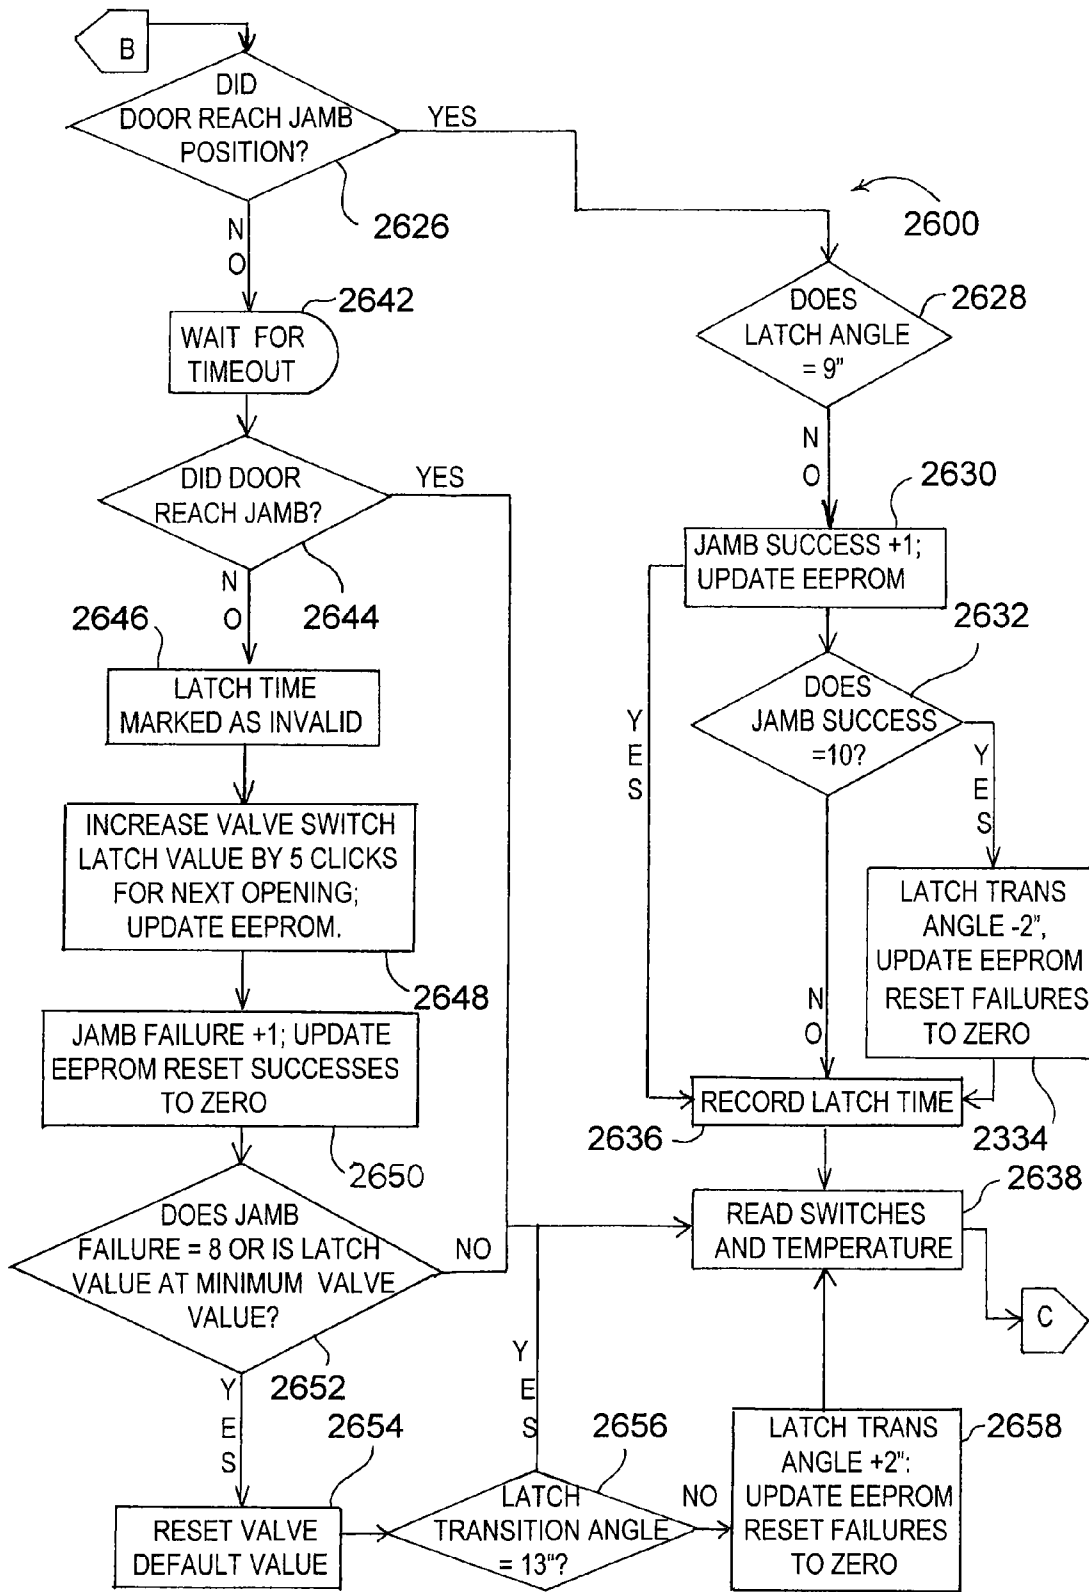 B
DID
DOOR REACH JAMB
POSITION?
YES
2626
N
O
2600
2642
WAIT FOR
TIMEOUT
DOES
LATCH ANGLE
= 9"
2628
N
O
DID DOOR
REACH JAMB?
YES
2644
N
O
2630
JAMB SUCCESS +1;
UPDATE EEPROM
2646
LATCH TIME
MARKED AS INVALID
2632
DOES
JAMB SUCCESS
=10?
Y
E
S
Y
E
S
N
O
INCREASE VALVE SWITCH
LATCH VALUE BY 5 CLICKS
FOR NEXT OPENING;
UPDATE EEPROM.
2648
LATCH TRANS
ANGLE -2",
UPDATE EEPROM
RESET FAILURES
TO ZERO
2334
JAMB FAILURE +1; UPDATE
EEPROM RESET SUCCESSES
TO ZERO
2650
RECORD LATCH TIME
2636
2638
READ SWITCHES
AND TEMPERATURE
C
DOES JAMB
FAILURE = 8 OR IS LATCH
VALUE AT MINIMUM VALVE
VALUE?
NO
2652
Y
E
S
2654
RESET VALVE
DEFAULT VALUE
Y
E
S
2656
LATCH
TRANSITION ANGLE
= 13"?
NO
2658
LATCH TRANS
ANGLE +2":
UPDATE EEPROM
RESET FAILURES
TO ZERO